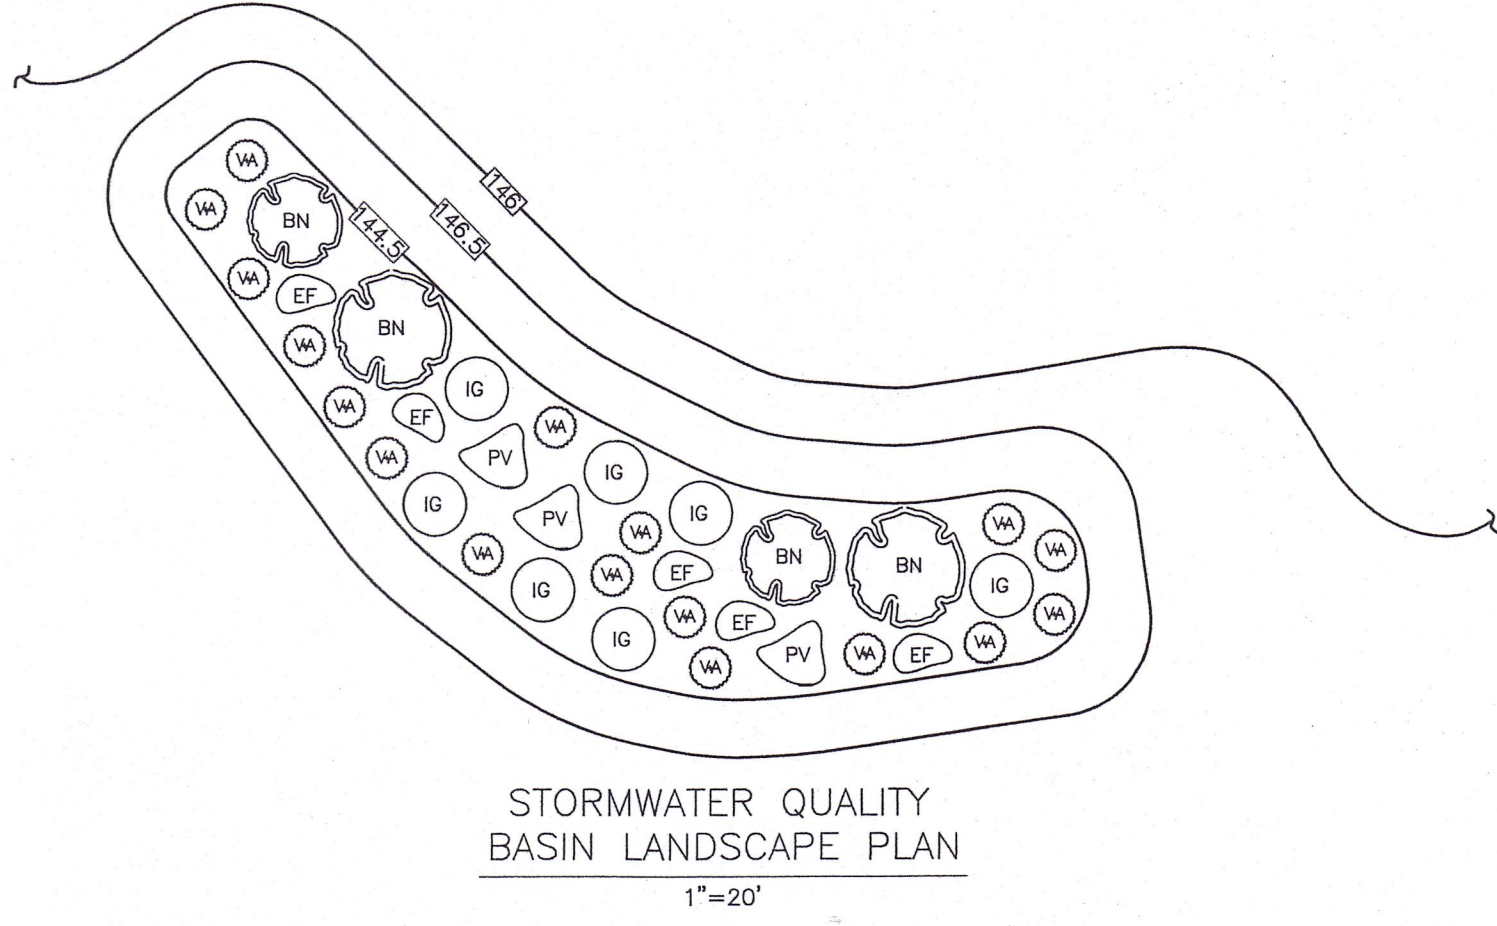 146
146.5
144.5
VA
VA
BN
VA
EF
BN
VA
IG
VA
EF
VA
VA
PV
IG
IG
IG
PV
VA
VA
BN
BN
VA
VA
IG
EF
VA
IG
VA
EF
VA
IG
VA
PV
VA
EF
VA
STORMWATER QUALITY
BASIN LANDSCAPE PLAN
1"=20'